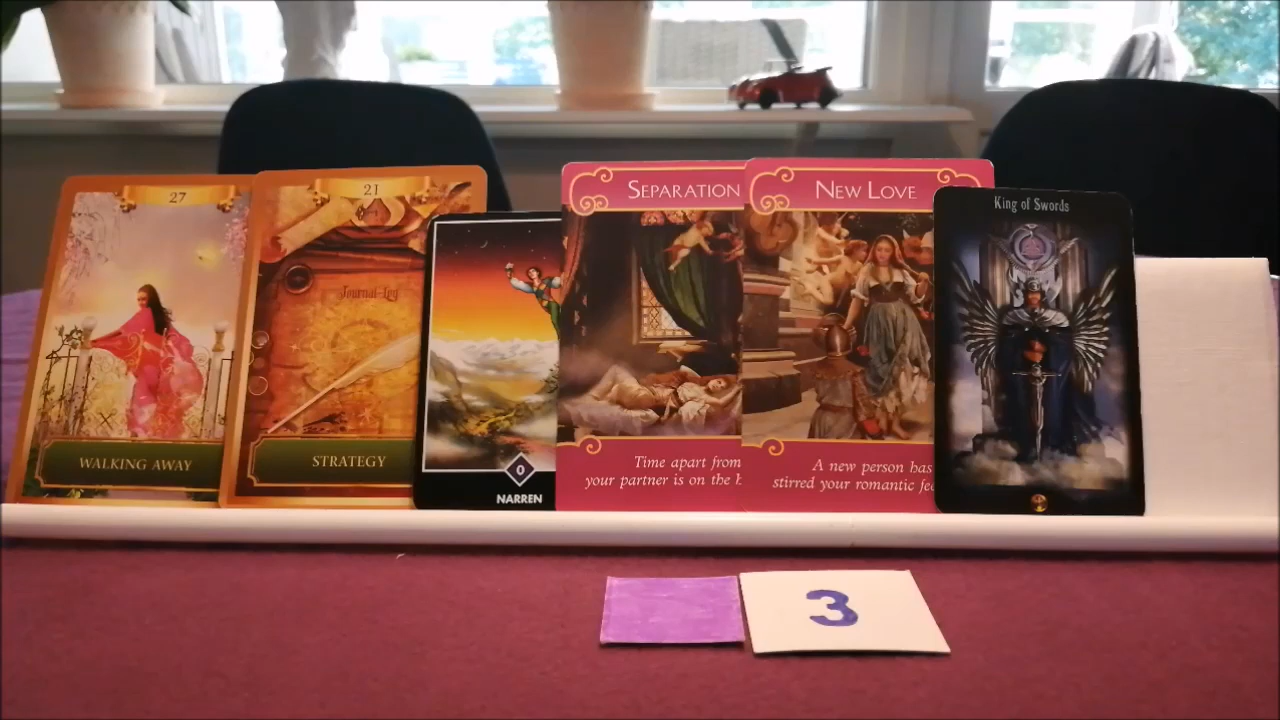 27
WALKING AWAY
21
Journal-Log
STRATEGY
0
NARREN
SEPARATION
Time apart from
your partner is on the
NEW LOVE
A new person has
stirred your romantic
King of Swords
3